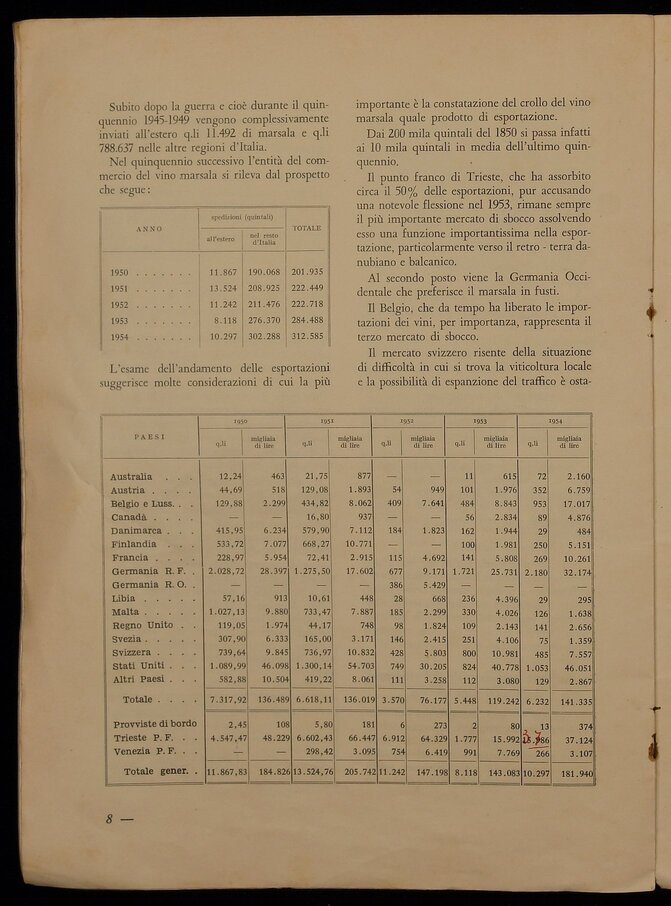 Subito dopo la guerra e cioè durante il quin-
quennio 1945-1949 vengono complessivamente
inviati all'estero q.li 11.492 di marsala e q.li
788.637 nelle altre regioni d'Italia.
Nel quinquennio successivo l'entità del com-
mercio del vino marsala si rileva dal prospetto
che segue:
ANNO spedizioni (quintali) TOTALE
all'estero nel resto d'Italia
1950 . . . . . . . 11.867 190.068 201.935
1951 . . . . . . . 13.524 208.925 222.449
1952 . . . . . . . 11.242 211.476 222.718
1953 . . . . . . . 8.118 276.370 284.488
1954 . . . . . . . 10.297 302.288 312.585
L'esame dell'andamento delle esportazioni
suggerisce molte considerazioni di cui la più
importante è la constatazione del crollo del vino
marsala quale prodotto di esportazione.
Dai 200 mila quintali del 1850 si passa infatti
ai 10 mila quintali in media dell'ultimo quin-
quennio.
Il punto franco di Trieste, che ha assorbito
circa il 50% delle esportazioni, pur accusando
una notevole flessione nel 1953, rimane sempre
il più importante mercato di sbocco assolvendo
esso una funzione importantissima nella espor-
tazione, particolarmente verso il retro - terra da-
nubiano e balcanico.
Al secondo posto viene la Germania Occi-
dentale che preferisce il marsala in fusti.
Il Belgio, che da tempo ha liberato le impor-
tazioni dei vini, per importanza, rappresenta il
terzo mercato di sbocco.
Il mercato svizzero risente della situazione
di difficoltà in cui si trova la viticoltura locale
e la possibilità di espanzione del traffico è osta-
PAESI 1950 1951 1952 1953 1954
q.li migliaia di lire q.li migliaia di lire q.li migliaia di lire q.li migliaia di lire q.li migliaia di lire
Australia . . . 12,24 463 21,75 877 — — 11 615 72 2.160
Austria . . . . 44,69 518 129,08 1.893 54 949 101 1.976 352 6.759
Belgio e Luss. . . 129,88 2.299 434,82 8.062 409 7.641 484 8.843 953 17.017
Canadà . . . . — — 16,80 937 — — 56 2.834 89 4.876
Danimarca . . . 415,95 6.234 579,90 7.112 184 1.823 162 1.944 29 484
Finlandia . . . 533,72 7.077 668,27 10.771 — — 100 1.981 250 5.151
Francia . . . . 228,97 5.954 72,41 2.915 115 4.692 141 5.808 269 10.261
Germania R. F. . 2.028,72 28.397 1.275,50 17.602 677 9.171 1.721 25.731 2.180 32.174
Germania R. O. . — — — — 386 5.429 — — — —
Libia . . . . . 57,16 913 10,61 448 28 668 236 4.396 29 295
Malta . . . . . 1.027,13 9.880 733,47 7.887 185 2.299 330 4.026 126 1.638
Regno Unito . . 119,05 1.974 44,17 748 98 1.824 109 2.143 141 2.656
Svezia . . . . . 307,90 6.333 165,00 3.171 146 2.415 251 4.106 75 1.359
Svizzera . . . . 739,64 9.845 736,97 10.832 428 5.803 800 10.981 485 7.557
Stati Uniti . . . 1.089,99 46.098 1.300,14 54.703 749 30.205 824 40.778 1.053 46.051
Altri Paesi . . . 582,88 10.504 419,22 8.061 111 3.258 112 3.080 129 2.867
Totale . . . . 7.317,92 136.489 6.618,11 136.019 3.570 76.177 5.448 119.242 6.232 141.335
Provviste di bordo 2,45 108 5,80 181 6 273 2 80 13 374
Trieste P. F. . . 4.547,43 48.229 6.602,43 66.447 6.912 64.329 1.777 15.992 37.124
Venezia P. F. . . — — 298,42 3.095 754 6.419 991 7.769 266 3.107
Totale gener. . 11.867,83 184.826 13.524,76 205.742 11.242 147.198 8.118 143.083 10.297 181.940
8 —